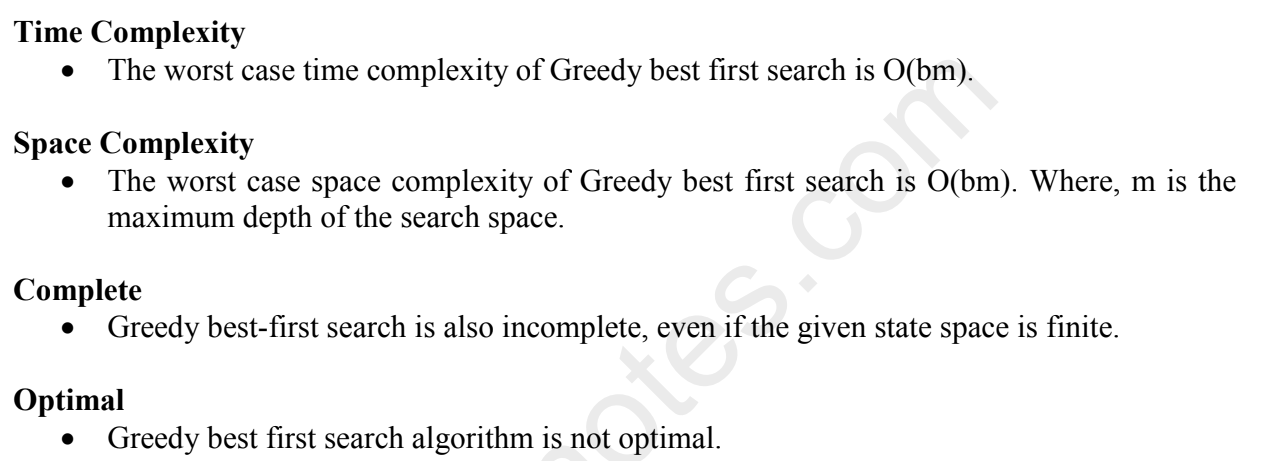 Time Complexity
• The worst case time complexity of Greedy best first search is O(bm).
Space Complexity
• The worst case space complexity of Greedy best first search is O(bm). Where, m is the
maximum depth of the search space.
Complete
• Greedy best-first search is also incomplete, even if the given state space is finite.
Optimal
• Greedy best first search algorithm is not optimal.
notes.com